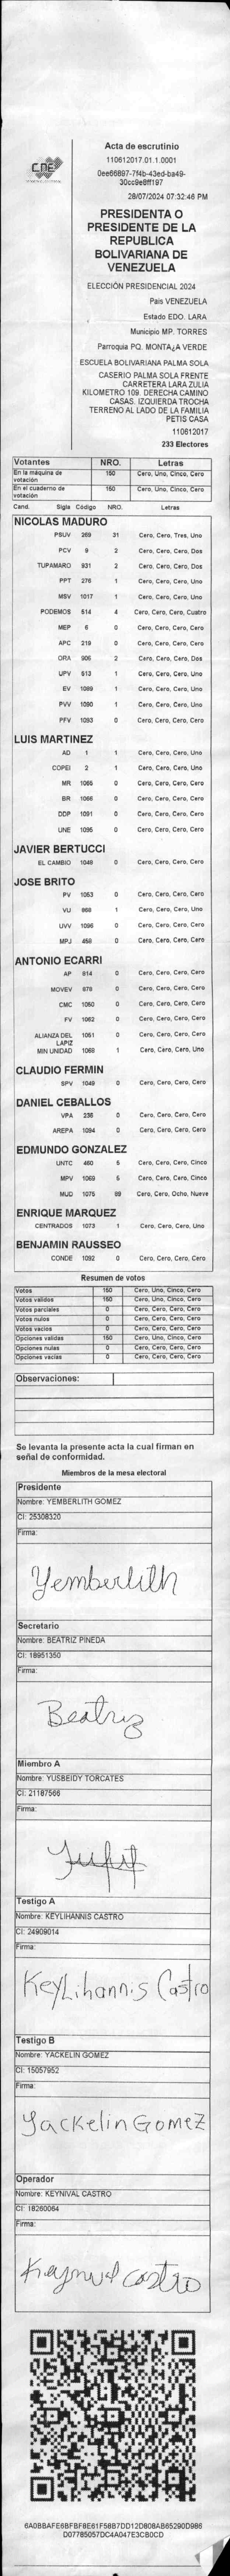 CNE
Acta de escrutinio
110612017.01.1.0001
0ee66897-7f4b-43ed-ba49-
30cc9e8ff197
28/07/2024 07:32:46 PM
PRESIDENTA O
PRESIDENTE DE LA
REPUBLICA
BOLIVARIANA DE
VENEZUELA
ELECCIÓN PRESIDENCIAL 2024
Pais VENEZUELA
Estado EDO. LARA
Municipio MP. TORRES
Parroquia PQ. MONTA¿A VERDE
ESCUELA BOLIVARIANA PALMA SOLA
CASERIO PALMA SOLA FRENTE
CARRETERA LARA ZULIA
KILOMETRO 109. DERECHA CAMINO
CASAS. IZQUIERDA TROCHA
TERRENO AL LADO DE LA FAMILIA
PETIS CASA
110612017
233 Electores
Votantes NRO. Letras
En la máquina de votación 150 Cero, Uno, Cinco, Cero
En el cuaderno de votación 150 Cero, Uno, Cinco, Cero
Cand. Sigla Código NRO. Letras
NICOLAS MADURO
PSUV 269 31 Cero, Cero, Tres, Uno
PCV 9 2 Cero, Cero, Cero, Dos
TUPAMARO 931 2 Cero, Cero, Cero, Dos
PPT 276 1 Cero, Cero, Cero, Uno
MSV 1017 1 Cero, Cero, Cero, Uno
PODEMOS 514 4 Cero, Cero, Cero, Cuatro
MEP 6 0 Cero, Cero, Cero, Cero
APC 219 0 Cero, Cero, Cero, Cero
ORA 906 2 Cero, Cero, Cero, Dos
UPV 513 1 Cero, Cero, Cero, Uno
EV 1089 1 Cero, Cero, Cero, Uno
PVV 1090 1 Cero, Cero, Cero, Uno
PFV 1093 0 Cero, Cero, Cero, Cero
LUIS MARTINEZ
AD 1 1 Cero, Cero, Cero, Uno
COPEI 2 1 Cero, Cero, Cero, Uno
MR 1065 0 Cero, Cero, Cero, Cero
BR 1066 0 Cero, Cero, Cero, Cero
DDP 1091 0 Cero, Cero, Cero, Cero
UNE 1095 0 Cero, Cero, Cero, Cero
JAVIER BERTUCCI
EL CAMBIO 1048 0 Cero, Cero, Cero, Cero
JOSE BRITO
PV 1053 0 Cero, Cero, Cero, Cero
VU 868 1 Cero, Cero, Cero, Uno
UVV 1096 0 Cero, Cero, Cero, Cero
MPJ 458 0 Cero, Cero, Cero, Cero
ANTONIO ECARRI
AP 814 0 Cero, Cero, Cero, Cero
MOVEV 878 0 Cero, Cero, Cero, Cero
CMC 1050 0 Cero, Cero, Cero, Cero
FV 1062 0 Cero, Cero, Cero, Cero
ALIANZA DEL LAPIZ 1051 0 Cero, Cero, Cero, Cero
MIN UNIDAD 1068 1 Cero, Cero, Cero, Uno
CLAUDIO FERMIN
SPV 1049 0 Cero, Cero, Cero, Cero
DANIEL CEBALLOS
VPA 236 0 Cero, Cero, Cero, Cero
AREPA 1094 0 Cero, Cero, Cero, Cero
EDMUNDO GONZALEZ
UNTC 460 5 Cero, Cero, Cero, Cinco
MPV 1069 5 Cero, Cero, Cero, Cinco
MUD 1075 89 Cero, Cero, Ocho, Nueve
ENRIQUE MARQUEZ
CENTRADOS 1073 1 Cero, Cero, Cero, Uno
BENJAMIN RAUSSEO
CONDE 1092 0 Cero, Cero, Cero, Cero
Resumen de votos
Votos 150 Cero, Uno, Cinco, Cero
Votos válidos 150 Cero, Uno, Cinco, Cero
Votos parciales 0 Cero, Cero, Cero, Cero
Votos nulos 0 Cero, Cero, Cero, Cero
Votos vacíos 0 Cero, Cero, Cero, Cero
Opciones válidas 150 Cero, Uno, Cinco, Cero
Opciones nulas 0 Cero, Cero, Cero, Cero
Opciones vacías 0 Cero, Cero, Cero, Cero
Observaciones:
Se levanta la presente acta la cual firman en
señal de conformidad.
Miembros de la mesa electoral
Presidente
Nombre: YEMBERLITH GOMEZ
CI: 25308320
Firma:
Yemberlith
Secretario
Nombre: BEATRIZ PINEDA
CI: 18951350
Firma:
Beatriz
Miembro A
Nombre: YUSBEIDY TORCATES
CI: 21187566
Firma:
Testigo A
Nombre: KEYLIHANNIS CASTRO
CI: 24909014
Firma:
KeyLihannis Castro
Testigo B
Nombre: YACKELIN GOMEZ
CI: 15057952
Firma:
Yackelin Gomez
Operador
Nombre: KEYNIVAL CASTRO
CI: 18260064
Firma:
Keynival castro
6A0BBAFE6BFBF8E61F56B7DD12D808AB65290D986
D07785057DC4A047E3CB0CD